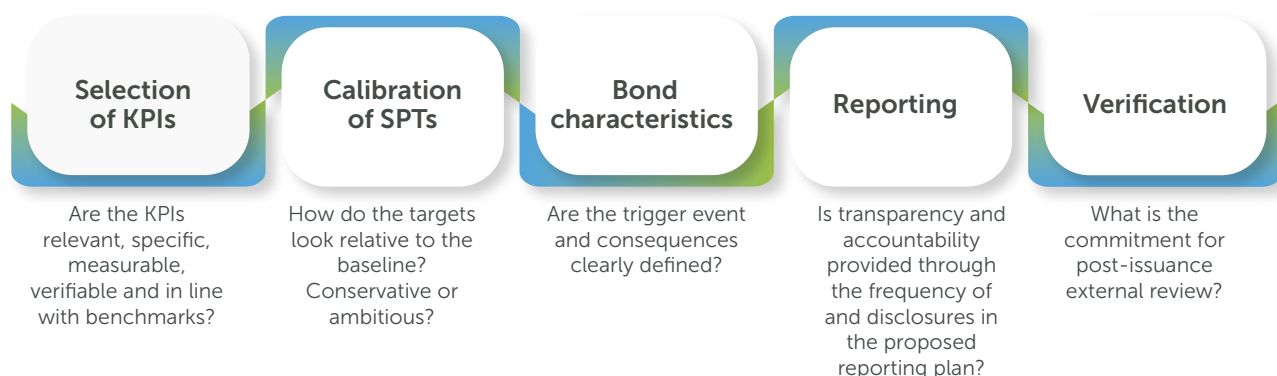 Selection
of KPIs
Calibration
of SPTs
Bond
characteristics
Reporting
Verification
Are the KPIs
relevant, specific,
measurable,
verifiable and in line
with benchmarks?
How do the targets
look relative to the
baseline?
Conservative or
ambitious?
Are the trigger event
and consequences
clearly defined?
Is transparency and
accountability
provided through
the frequency of
and disclosures in
the proposed
reporting plan?
What is the
commitment for
post-issuance
external review?